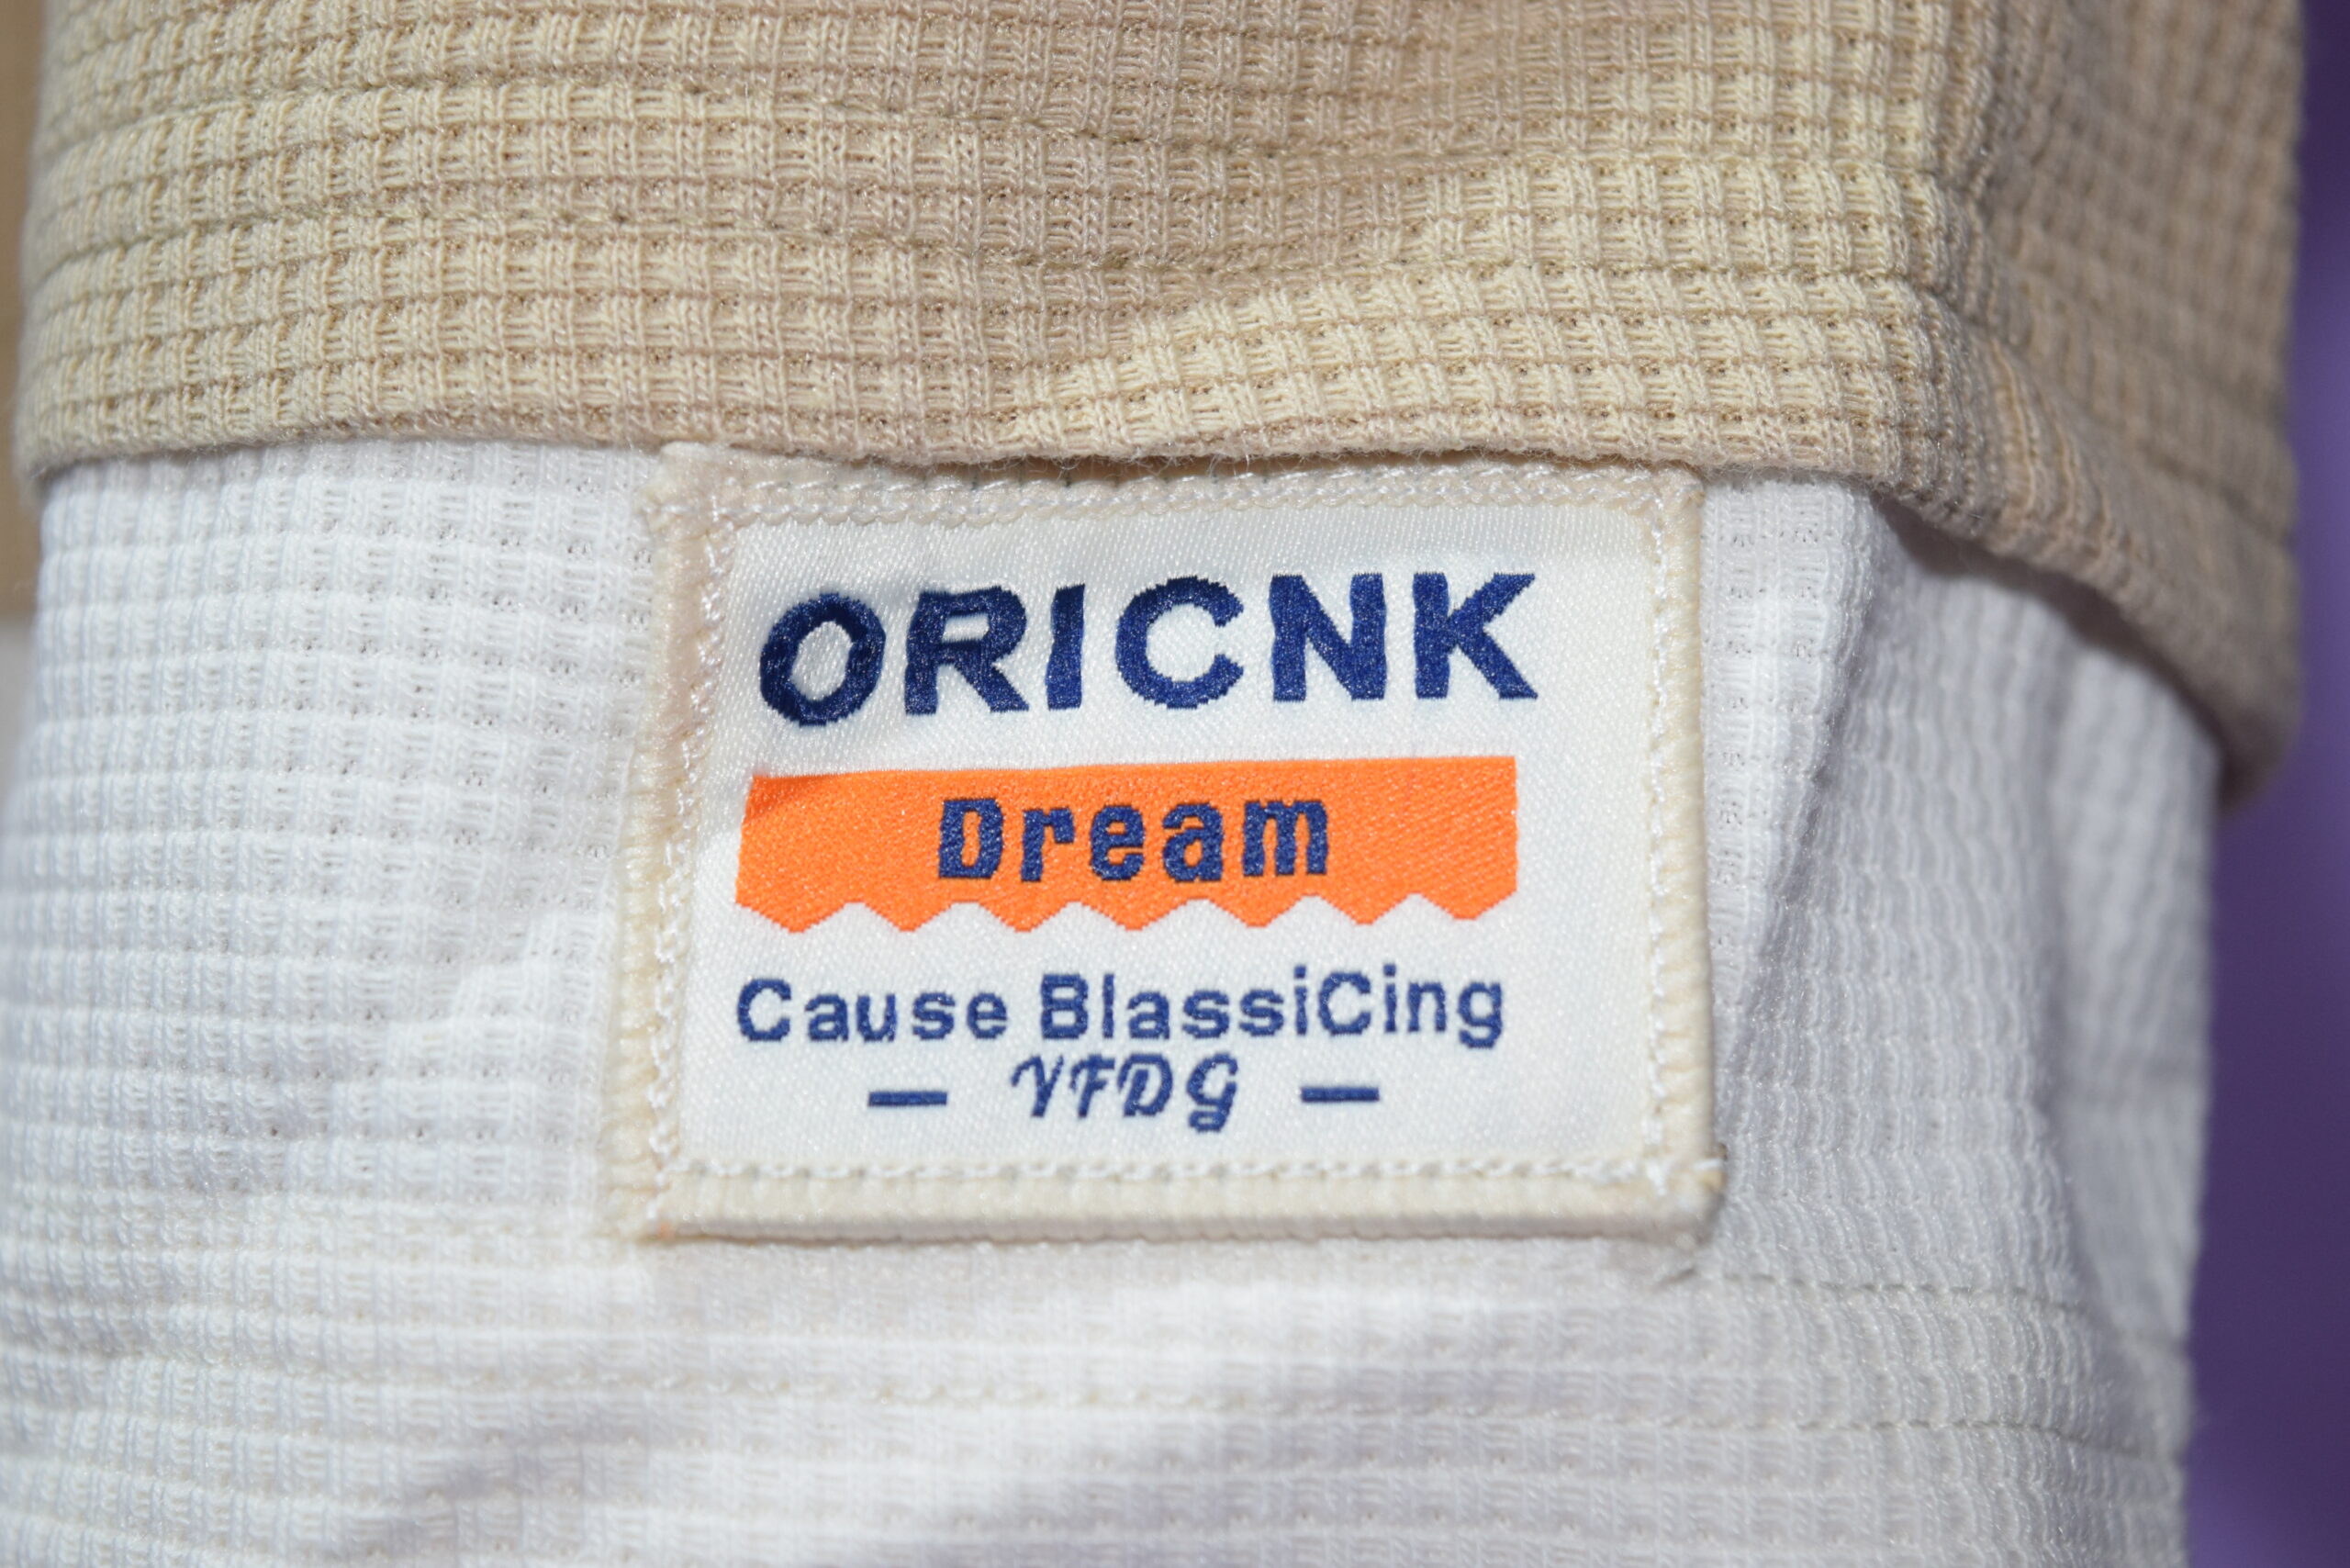 ORICNK
Dream
Cause BlassiCing
— YFDG —